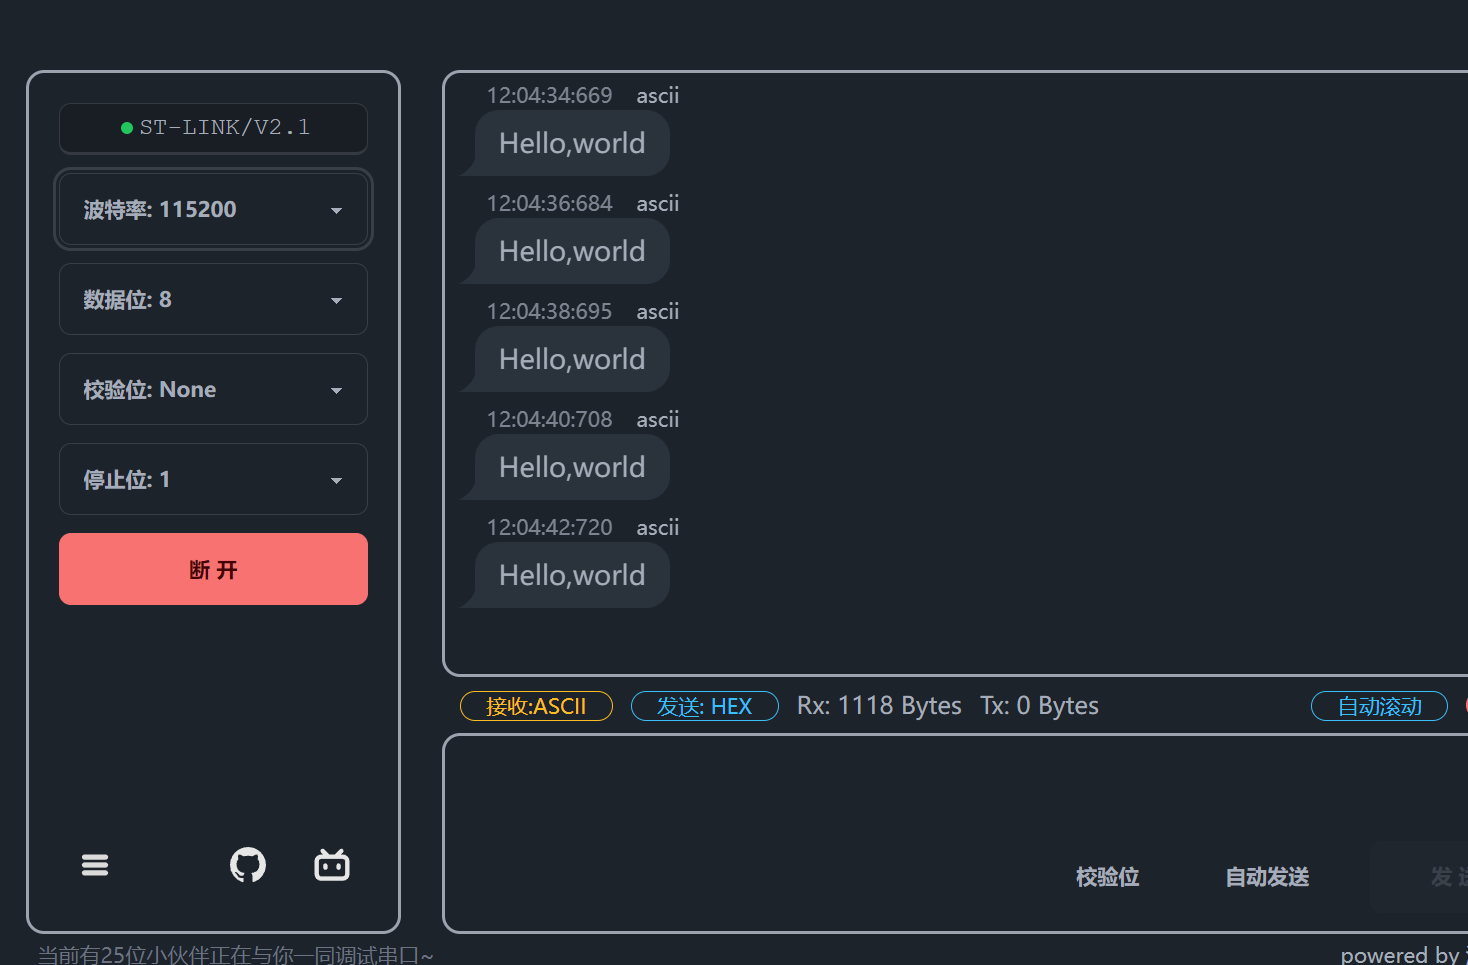 ST-LINK/V2.1
波特率: 115200
数据位: 8
校验位: None
停止位: 1
断 开
当前有25位小伙伴正在与你一同调试串口~
12:04:34:669 ascii
Hello,world
12:04:36:684 ascii
Hello,world
12:04:38:695 ascii
Hello,world
12:04:40:708 ascii
Hello,world
12:04:42:720 ascii
Hello,world
接收:ASCII 发送: HEX Rx: 1118 Bytes Tx: 0 Bytes 自动滚动
校验位 自动发送 发
powered by